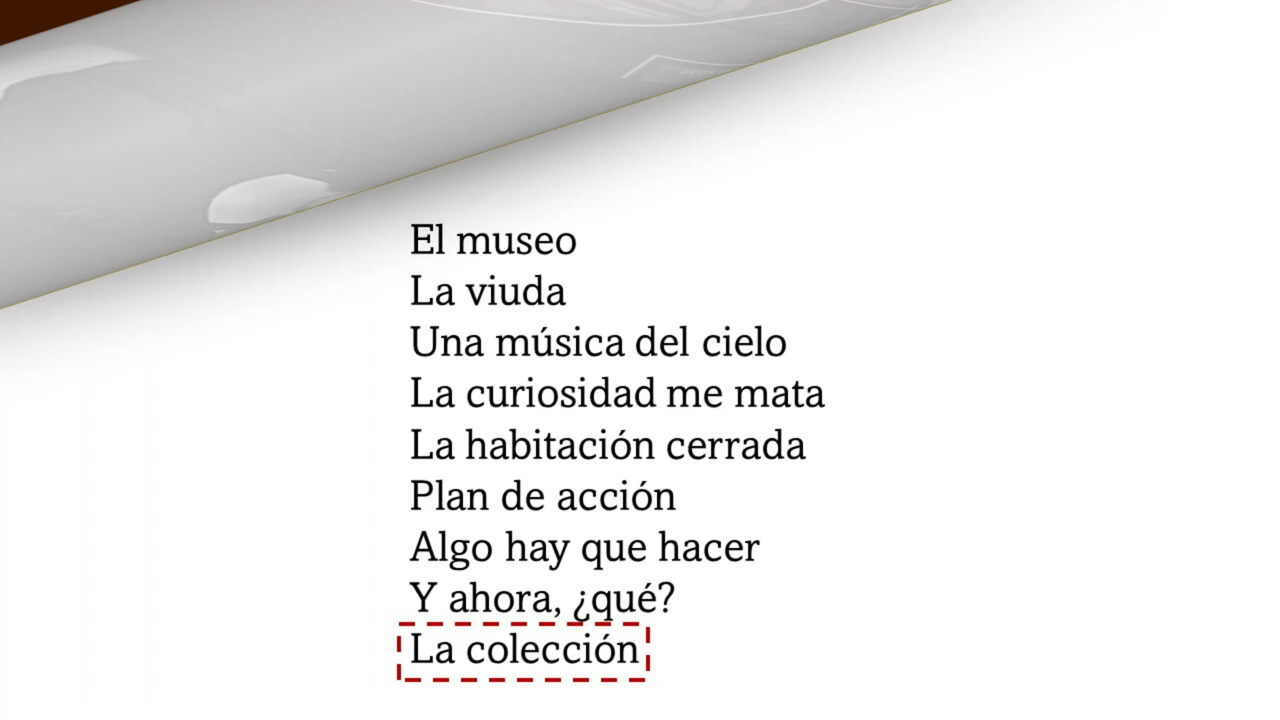 El museo
La viuda
Una música del cielo
La curiosidad me mata
La habitación cerrada
Plan de acción
Algo hay que hacer
Y ahora, ¿qué?
La colección